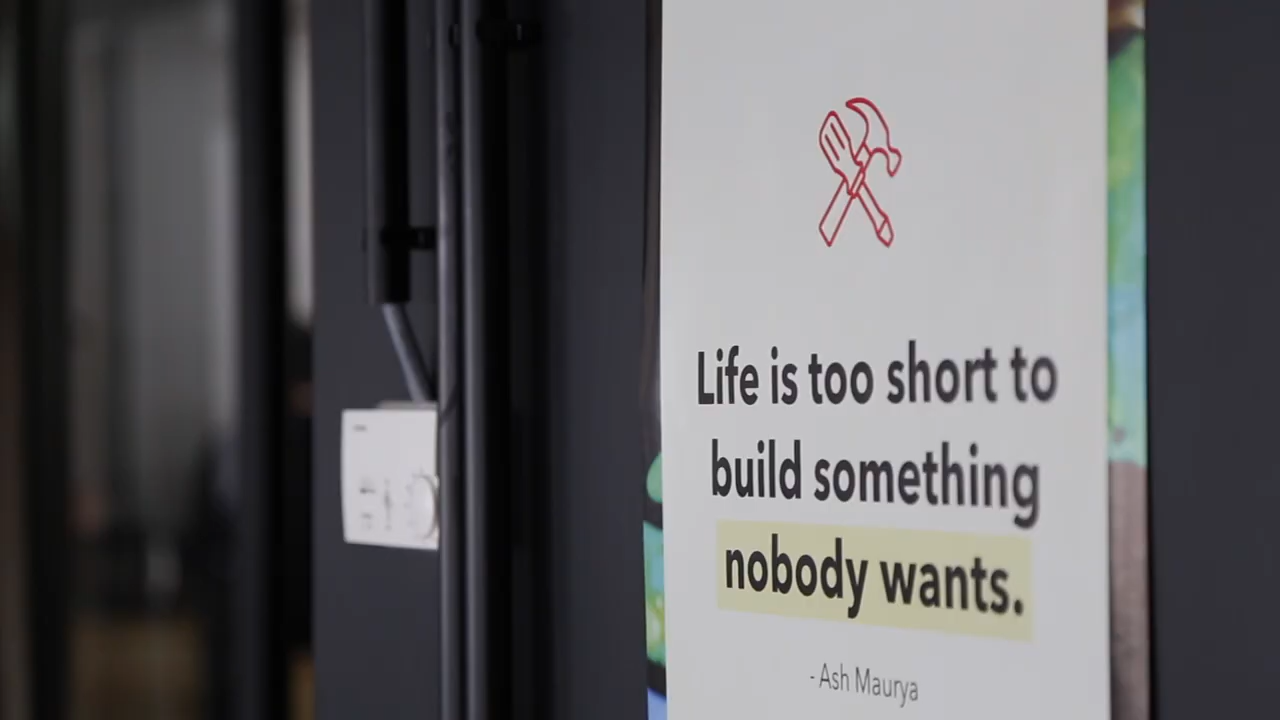 Life is too short to
build something
nobody wants.
- Ash Maurya